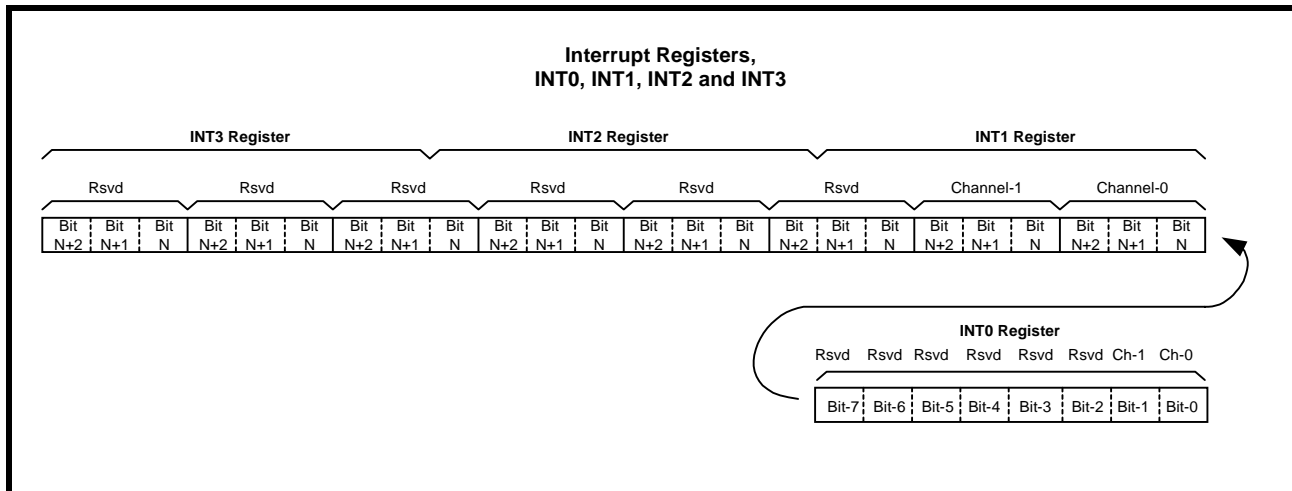 Interrupt Registers,
INT0, INT1, INT2 and INT3
INT3 Register INT2 Register INT1 Register
Rsvd Rsvd Rsvd Rsvd Rsvd Rsvd Channel-1 Channel-0
Bit Bit Bit Bit Bit Bit Bit Bit Bit Bit Bit Bit Bit Bit Bit Bit Bit Bit Bit Bit Bit Bit Bit Bit
N+2 N+1 N N+2 N+1 N N+2 N+1 N N+2 N+1 N N+2 N+1 N N+2 N+1 N N+2 N+1 N N+2 N+1 N
INT0 Register
Rsvd Rsvd Rsvd Rsvd Rsvd Rsvd Ch-1 Ch-0
Bit-7 Bit-6 Bit-5 Bit-4 Bit-3 Bit-2 Bit-1 Bit-0